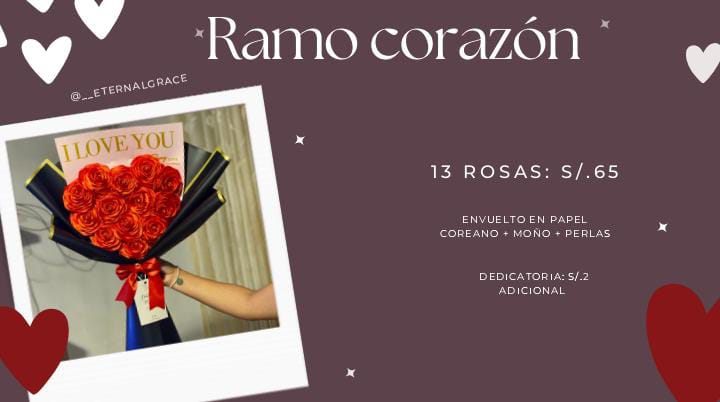 Ramo corazón
@__ETERNALGRACE
I LOVE YOU
13 ROSAS: S/.65
ENVUELTO EN PAPEL
COREANO + MOÑO + PERLAS
DEDICATORIA: S/.2
ADICIONAL